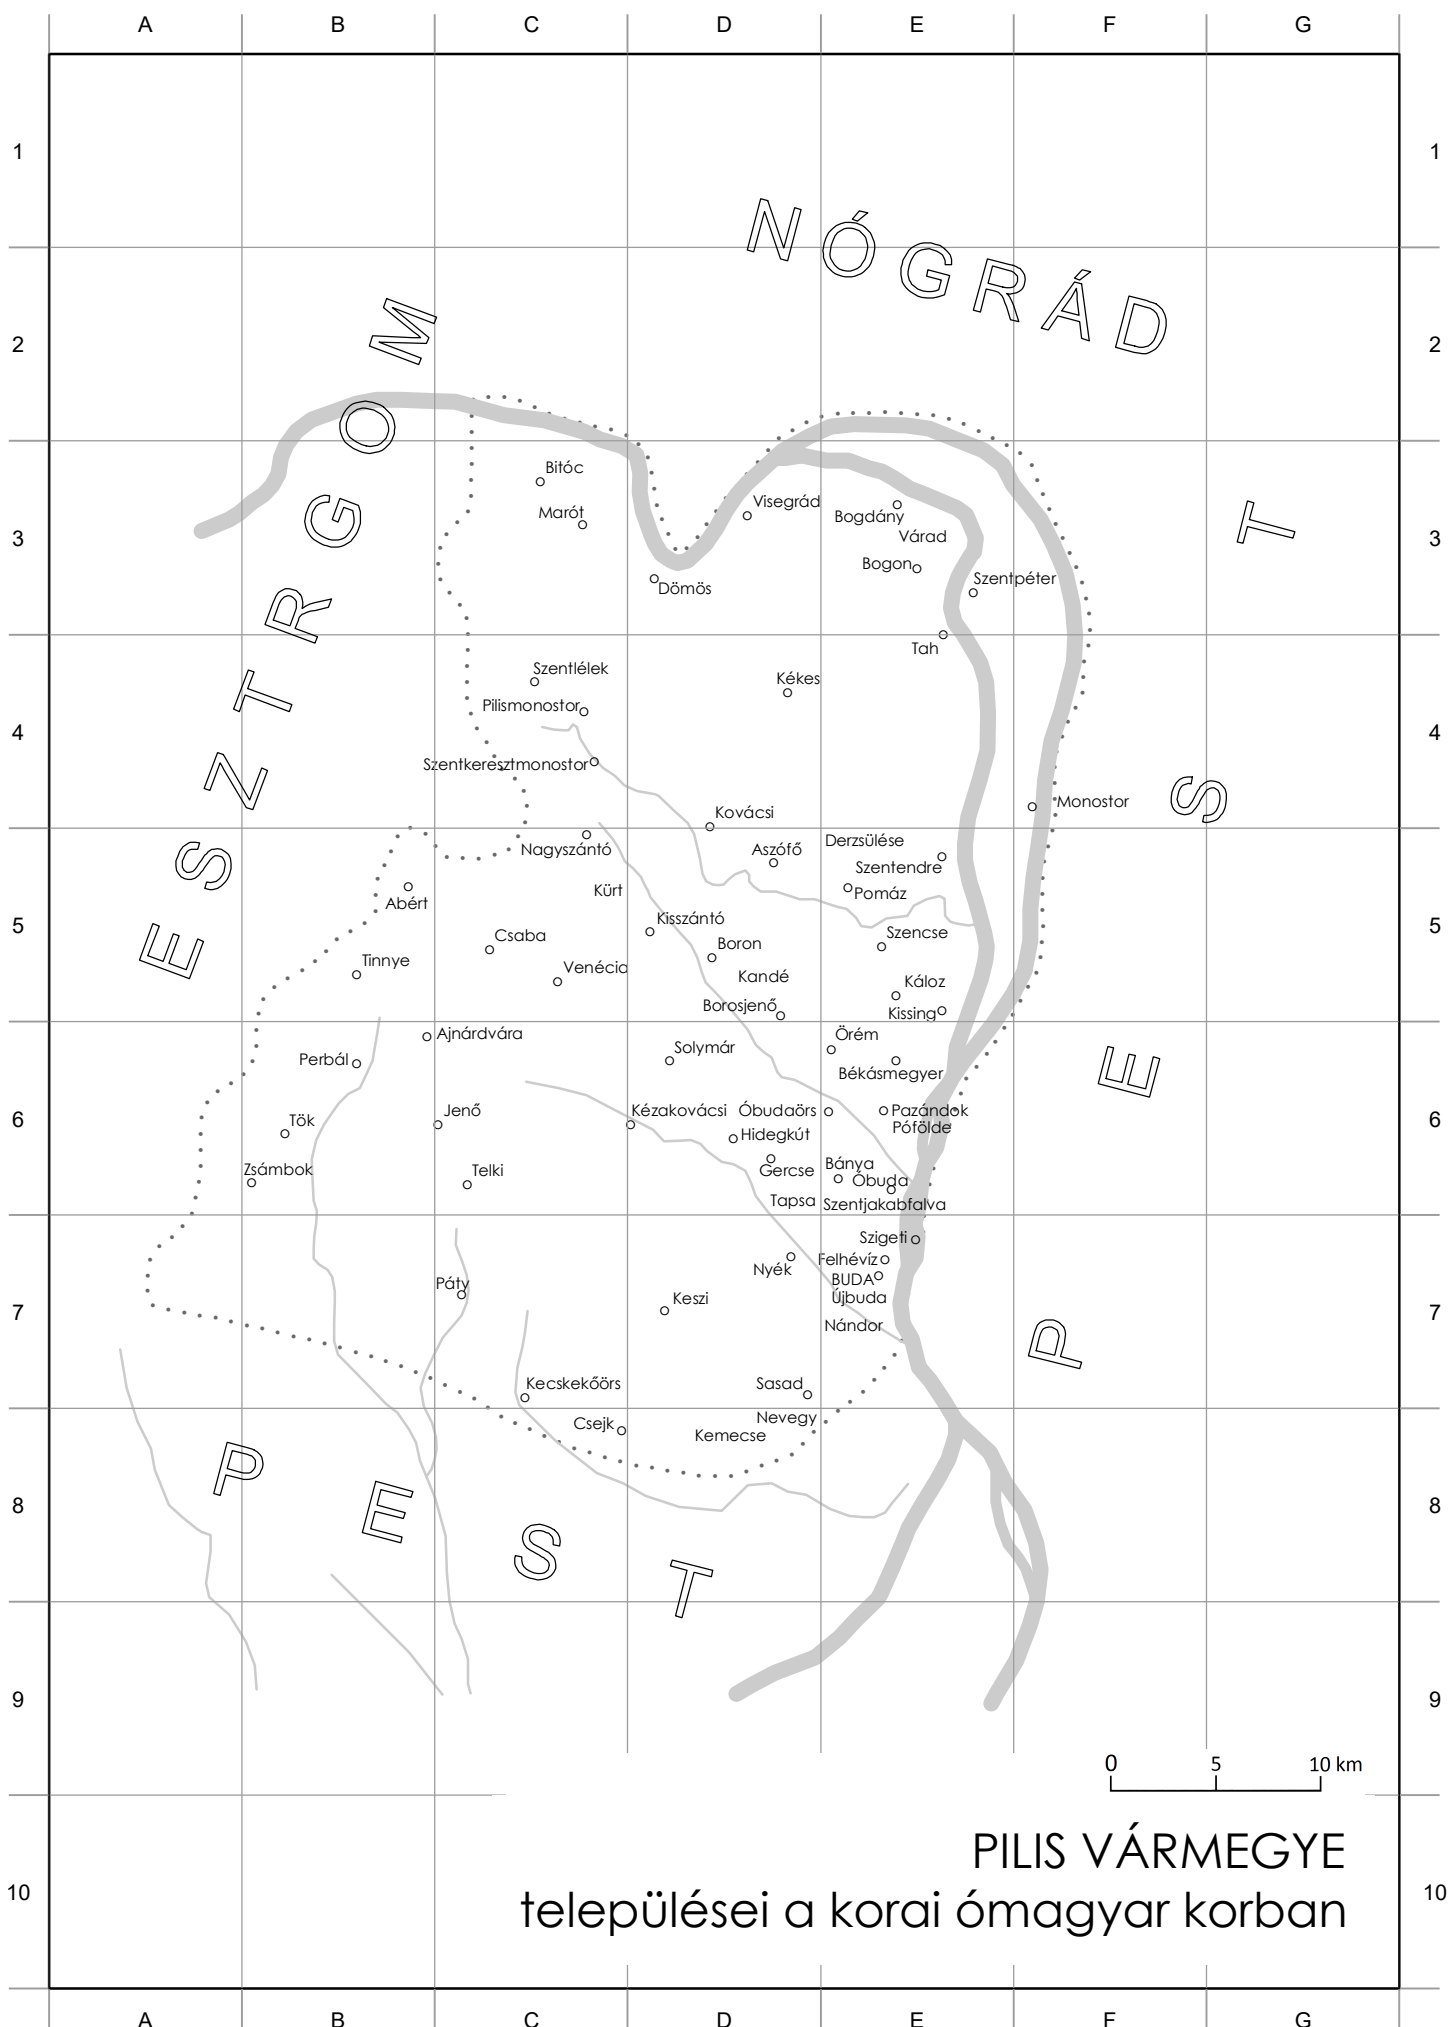 A B C D E F G
1 1
NÓGRÁD
2 2
ESZTRGOM
Bitóc
Marót
Visegrád
Bogdány
Várad
3 3
Bogon
Szentpéter
Dömös
Tah
Szentlélek
Kékes
Pilismonostor
4 4
Szentkeresztmonostor
Monostor
Kovácsi
Derzsülése
Nagyszántó
Aszófő
Szentendre
Kürt
Pomáz
Abért
Kisszántó
5 5
Csaba
Boron
Szencse
Tinnye
Venécia
Kandé
Káloz
Borosjenő
Kissing
Ajnárdvára
Örém
Solymár
Perbál
Békásmegyer
Jenő
Kézakovácsi
Óbudaörs
Pazándok
6 6
Tök
Hidegkút
Pófölde
Zsámbok
Telki
Gercse
Bánya
Óbuda
Tapsa
Szentjakabfalva
Szigeti
Felhévíz
Nyék
BUDA
Páty
Keszi
Újbuda
7 7
Nándor
Kecskekőörs
Sasad
Csejk
Nevegy
Kemecse
PEST
PEST
8 8
9 9
0 5 10 km
PILIS VÁRMEGYE
települései a korai ómagyar korban
10 10
A B C D E F G